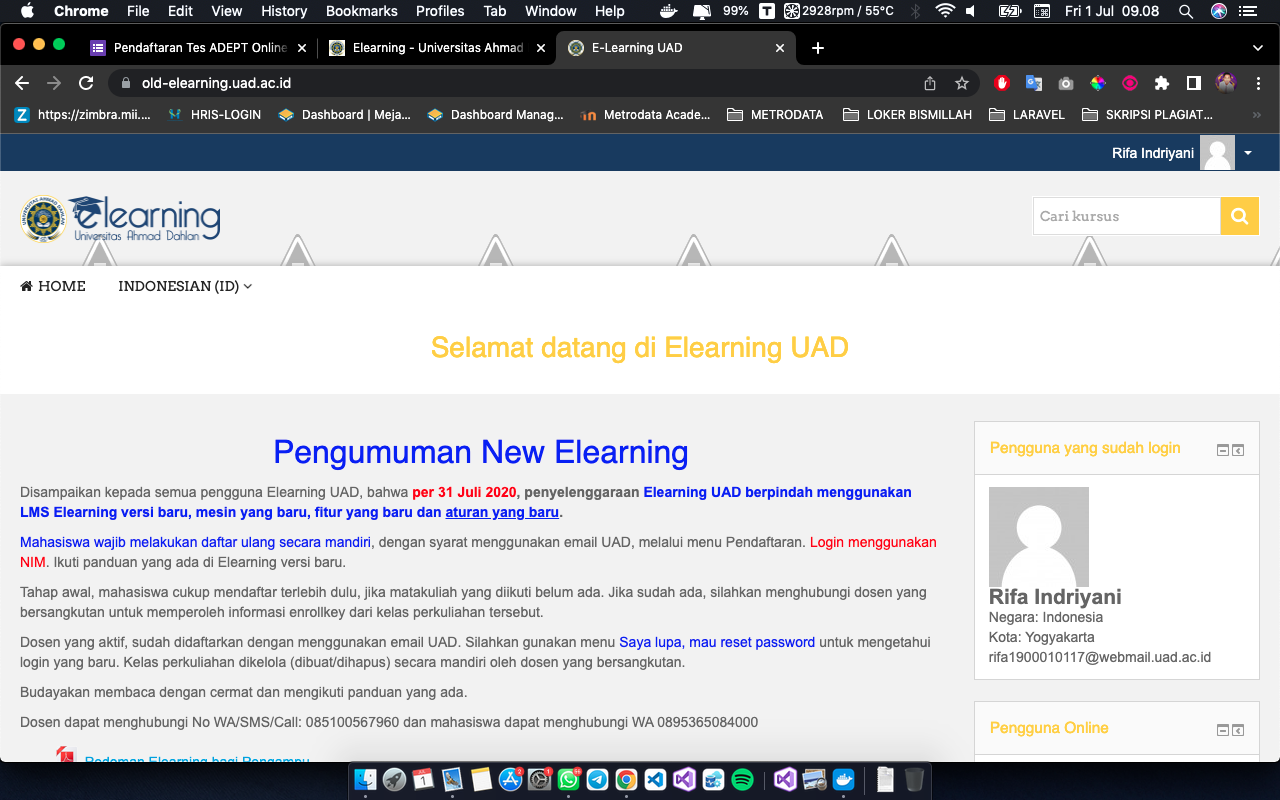 Chrome File Edit View History Bookmarks Profiles Tab Window Help 99% T 2928rpm / 55°C Fri 1 Jul 09.08
Pendaftaran Tes ADEPT Online Elearning - Universitas Ahmad E-Learning UAD
old-elearning.uad.ac.id
https://zimbra.mii.... HRIS-LOGIN Dashboard | Meja... Dashboard Manag... Metrodata Acade... METRODATA LOKER BISMILLAH LARAVEL SKRIPSI PLAGIAT... »
Rifa Indriyani
elearning
Universitas Ahmad Dahlan
Cari kursus
HOME INDONESIAN (ID)
Selamat datang di Elearning UAD
Pengumuman New Elearning
Disampaikan kepada semua pengguna Elearning UAD, bahwa per 31 Juli 2020, penyelenggaraan Elearning UAD berpindah menggunakan
LMS Elearning versi baru, mesin yang baru, fitur yang baru dan aturan yang baru.
Mahasiswa wajib melakukan daftar ulang secara mandiri, dengan syarat menggunakan email UAD, melalui menu Pendaftaran. Login menggunakan
NIM. Ikuti panduan yang ada di Elearning versi baru.
Tahap awal, mahasiswa cukup mendaftar terlebih dulu, jika matakuliah yang diikuti belum ada. Jika sudah ada, silahkan menghubungi dosen yang
bersangkutan untuk memperoleh informasi enrollkey dari kelas perkuliahan tersebut.
Dosen yang aktif, sudah didaftarkan dengan menggunakan email UAD. Silahkan gunakan menu Saya lupa, mau reset password untuk mengetahui
login yang baru. Kelas perkuliahan dikelola (dibuat/dihapus) secara mandiri oleh dosen yang bersangkutan.
Budayakan membaca dengan cermat dan mengikuti panduan yang ada.
Dosen dapat menghubungi No WA/SMS/Call: 085100567960 dan mahasiswa dapat menghubungi WA 0895365084000
Pedoman Elearning bagi Pengampu
Pengguna yang sudah login
Rifa Indriyani
Negara: Indonesia
Kota: Yogyakarta
rifa1900010117@webmail.uad.ac.id
Pengguna Online